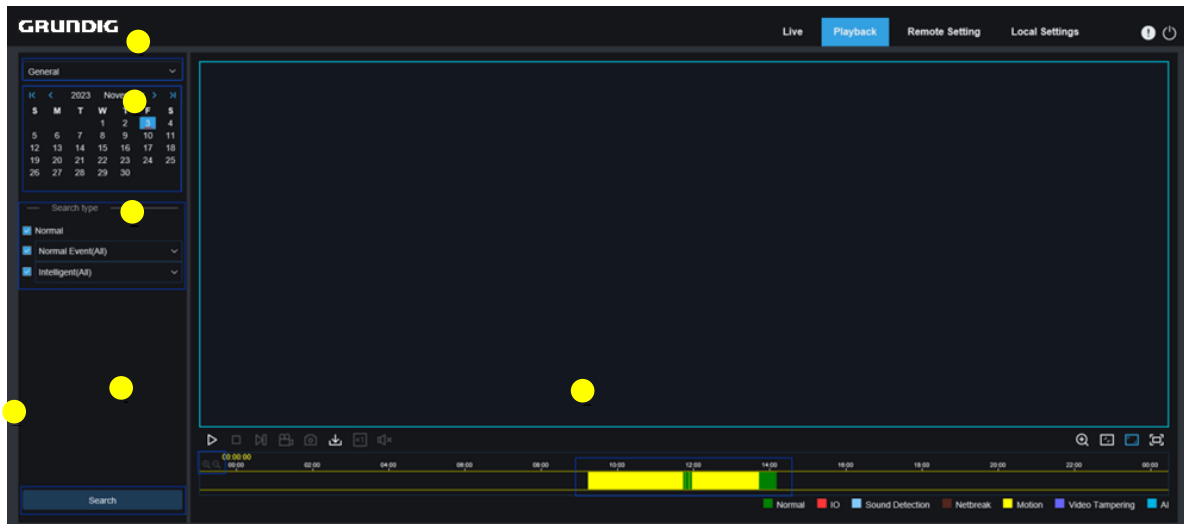 GRUNDIG
Live Playback Remote Setting Local Settings
General
2023
S M T W F S
1 2 3 4
5 6 7 8 9 10 11
12 13 14 15 16 17 18
19 20 21 22 23 24 25
26 27 28 29 30
Search type
Normal
Normal Event(All)
Intelligent(All)
Search
00:00:00
00:00 02:00 04:00 06:00 08:00 10:00 12:00 14:00 16:00 18:00 20:00 22:00 00:00
Normal IO Sound Detection Netbreak Motion Video Tampering AI